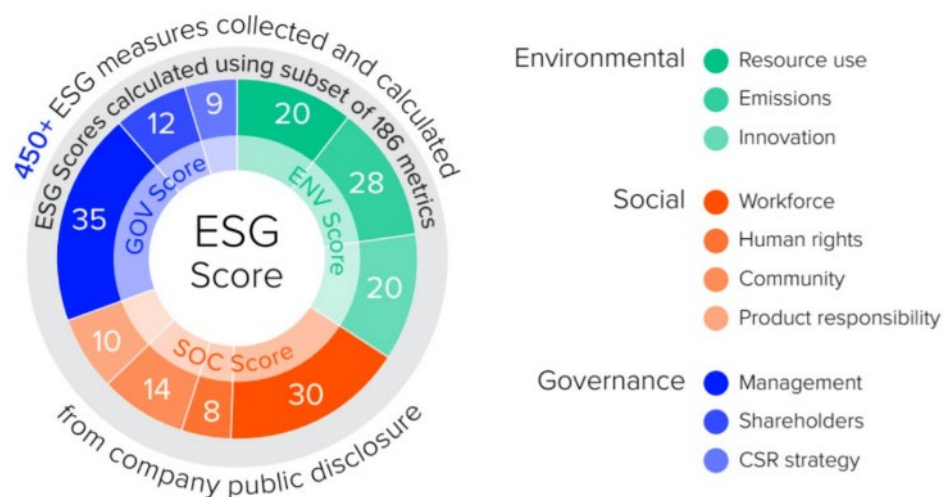 450+ ESG measures collected and calculated
from company public disclosure
ESG Scores calculated using subset of 186 metrics
9
20
28
20
30
8
14
10
35
12
ENV Score
SOC Score
GOV Score
ESG
Score
Environmental
Resource use
Emissions
Innovation
Social
Workforce
Human rights
Community
Product responsibility
Governance
Management
Shareholders
CSR strategy